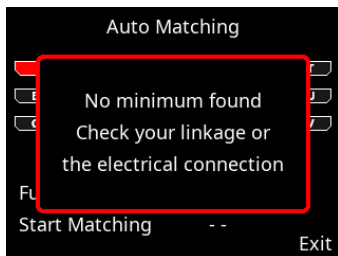 Auto Matching
No minimum found
Check your linkage or
the electrical connection
Start Matching - -
Exit